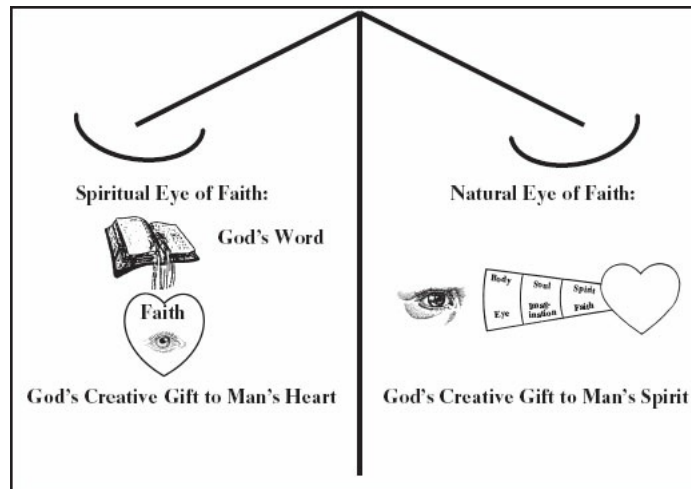 Spiritual Eye of Faith:
God's Word
Faith
God's Creative Gift to Man's Heart
Natural Eye of Faith:
Body
Soul
Spirit
Eye
Imag-
ination
Faith
God's Creative Gift to Man's Spirit